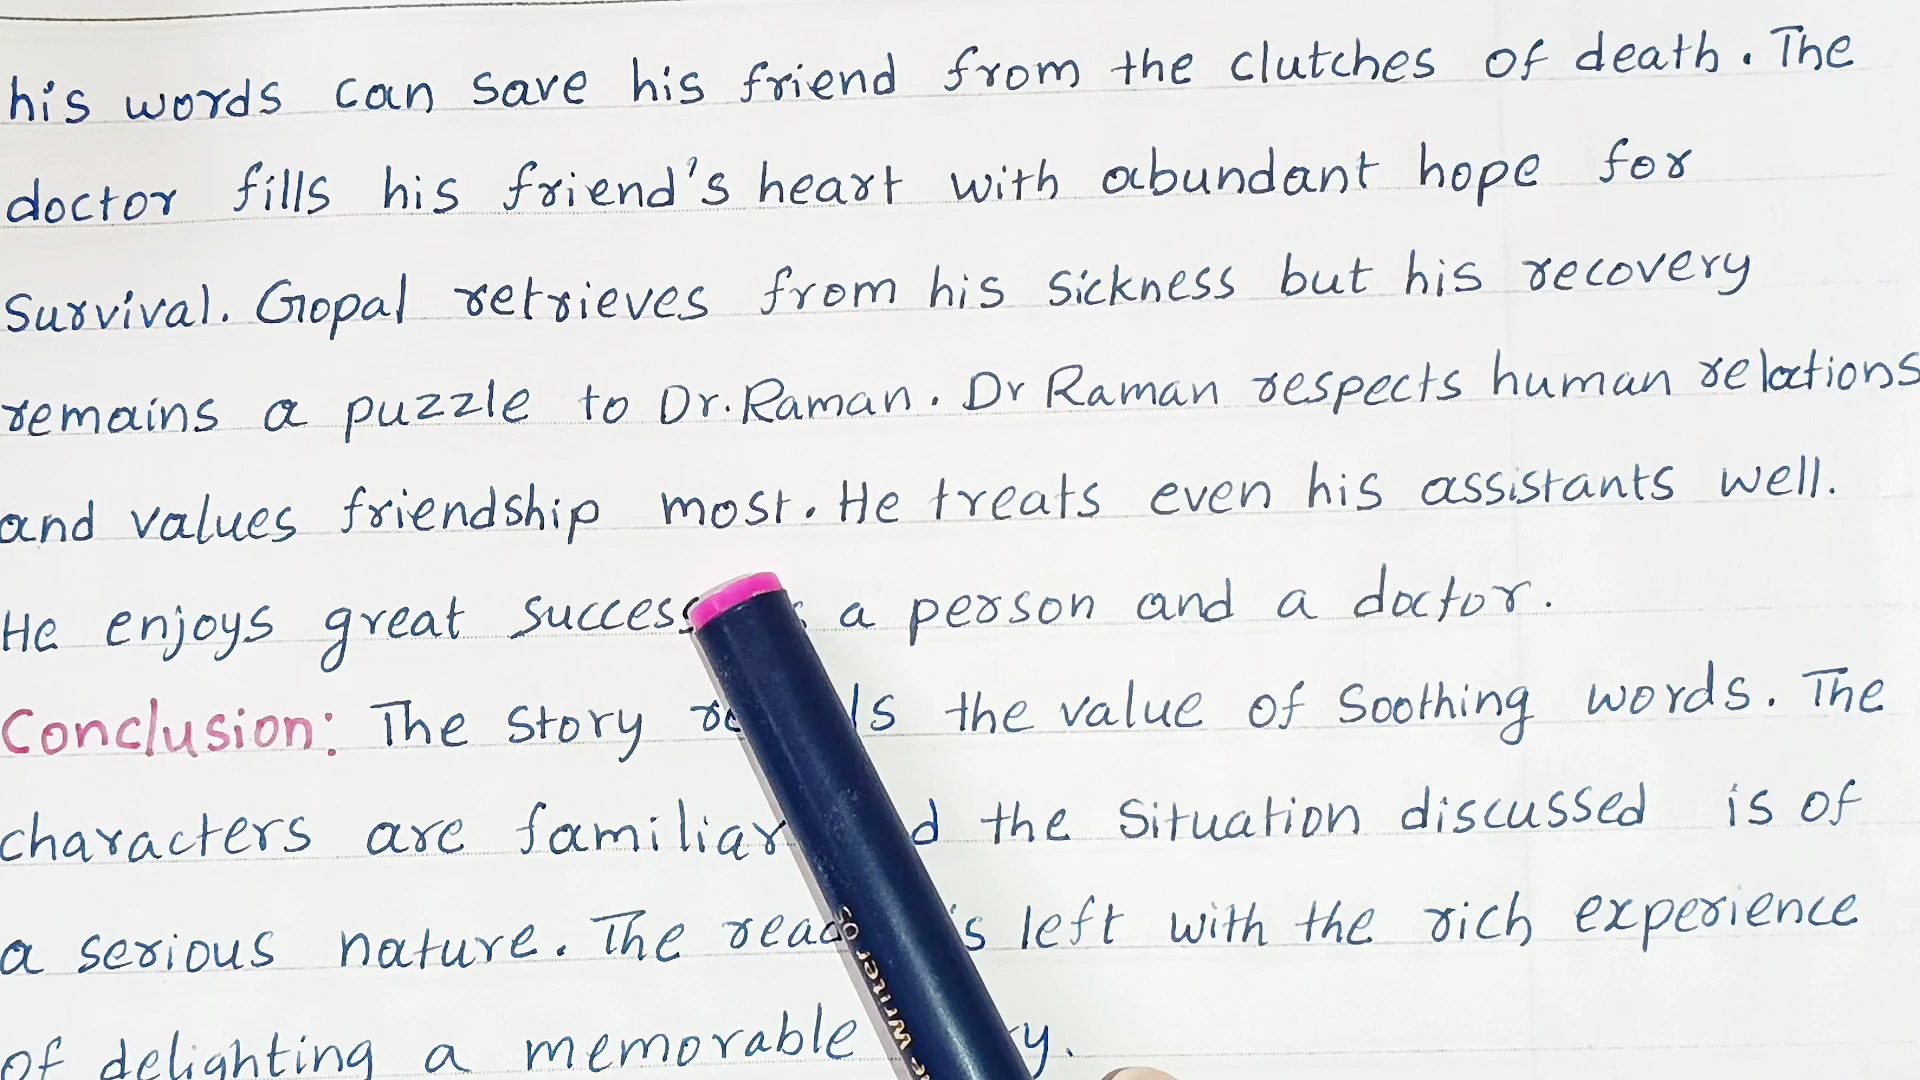 his words can save his friend from the clutches of death. The
doctor fills his friend's heart with abundant hope for
Survival. Gopal retrieves from his sickness but his recovery
remains a puzzle to Dr. Raman. Dr Raman respects human relations
and values friendship most. He treats even his assistants well.
He enjoys great success a person and a doctor.
Conclusion: The Story the value of Soothing words. The
characters are familiar the Situation discussed is of
a serious nature. The left with the rich experience
of delighting a memorable
Writer